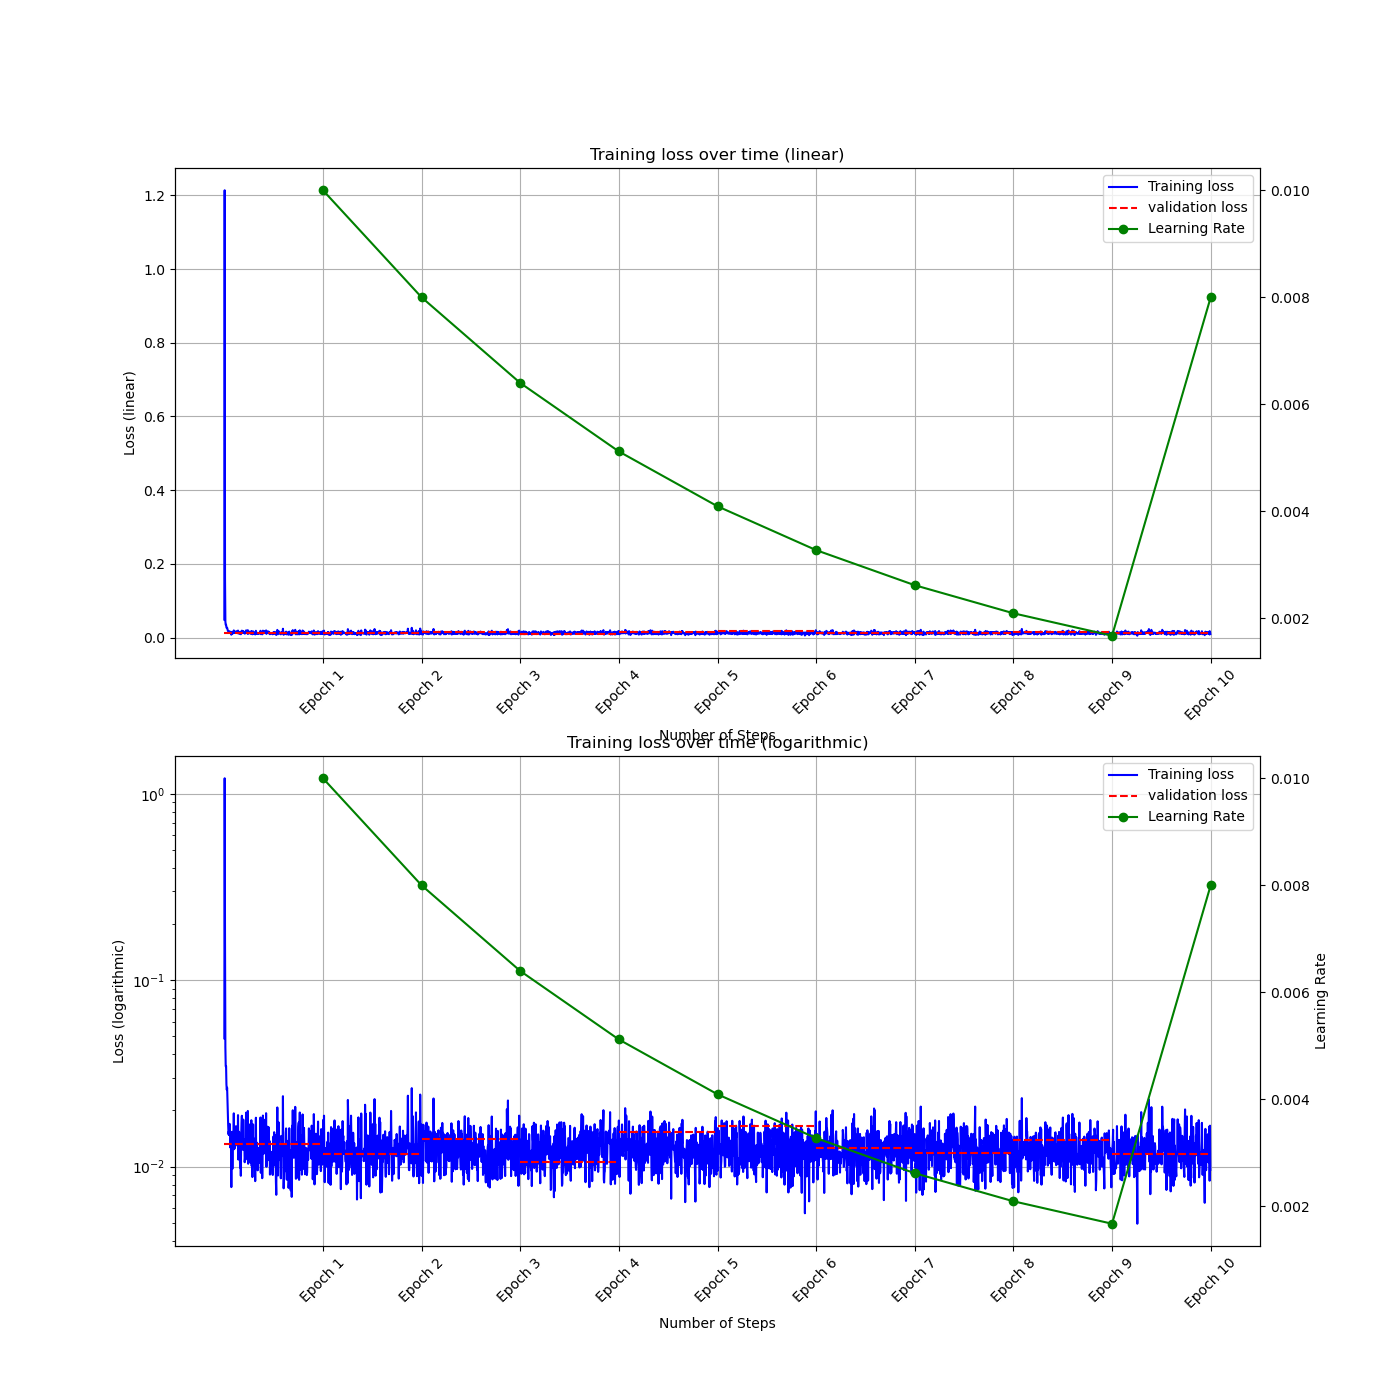 Training loss over time (linear)
Loss (linear)
1.2
1.0
0.8
0.6
0.4
0.2
0.0
0.010
0.008
0.006
0.004
0.002
Training loss
validation loss
Learning Rate
Epoch 1
Epoch 2
Epoch 3
Epoch 4
Epoch 5
Epoch 6
Epoch 7
Epoch 8
Epoch 9
Epoch 10
Number of Steps
Training loss over time (logarithmic)
Loss (logarithmic)
10⁰
10⁻¹
10⁻²
0.010
0.008
0.006
0.004
0.002
Learning Rate
Training loss
validation loss
Learning Rate
Epoch 1
Epoch 2
Epoch 3
Epoch 4
Epoch 5
Epoch 6
Epoch 7
Epoch 8
Epoch 9
Epoch 10
Number of Steps